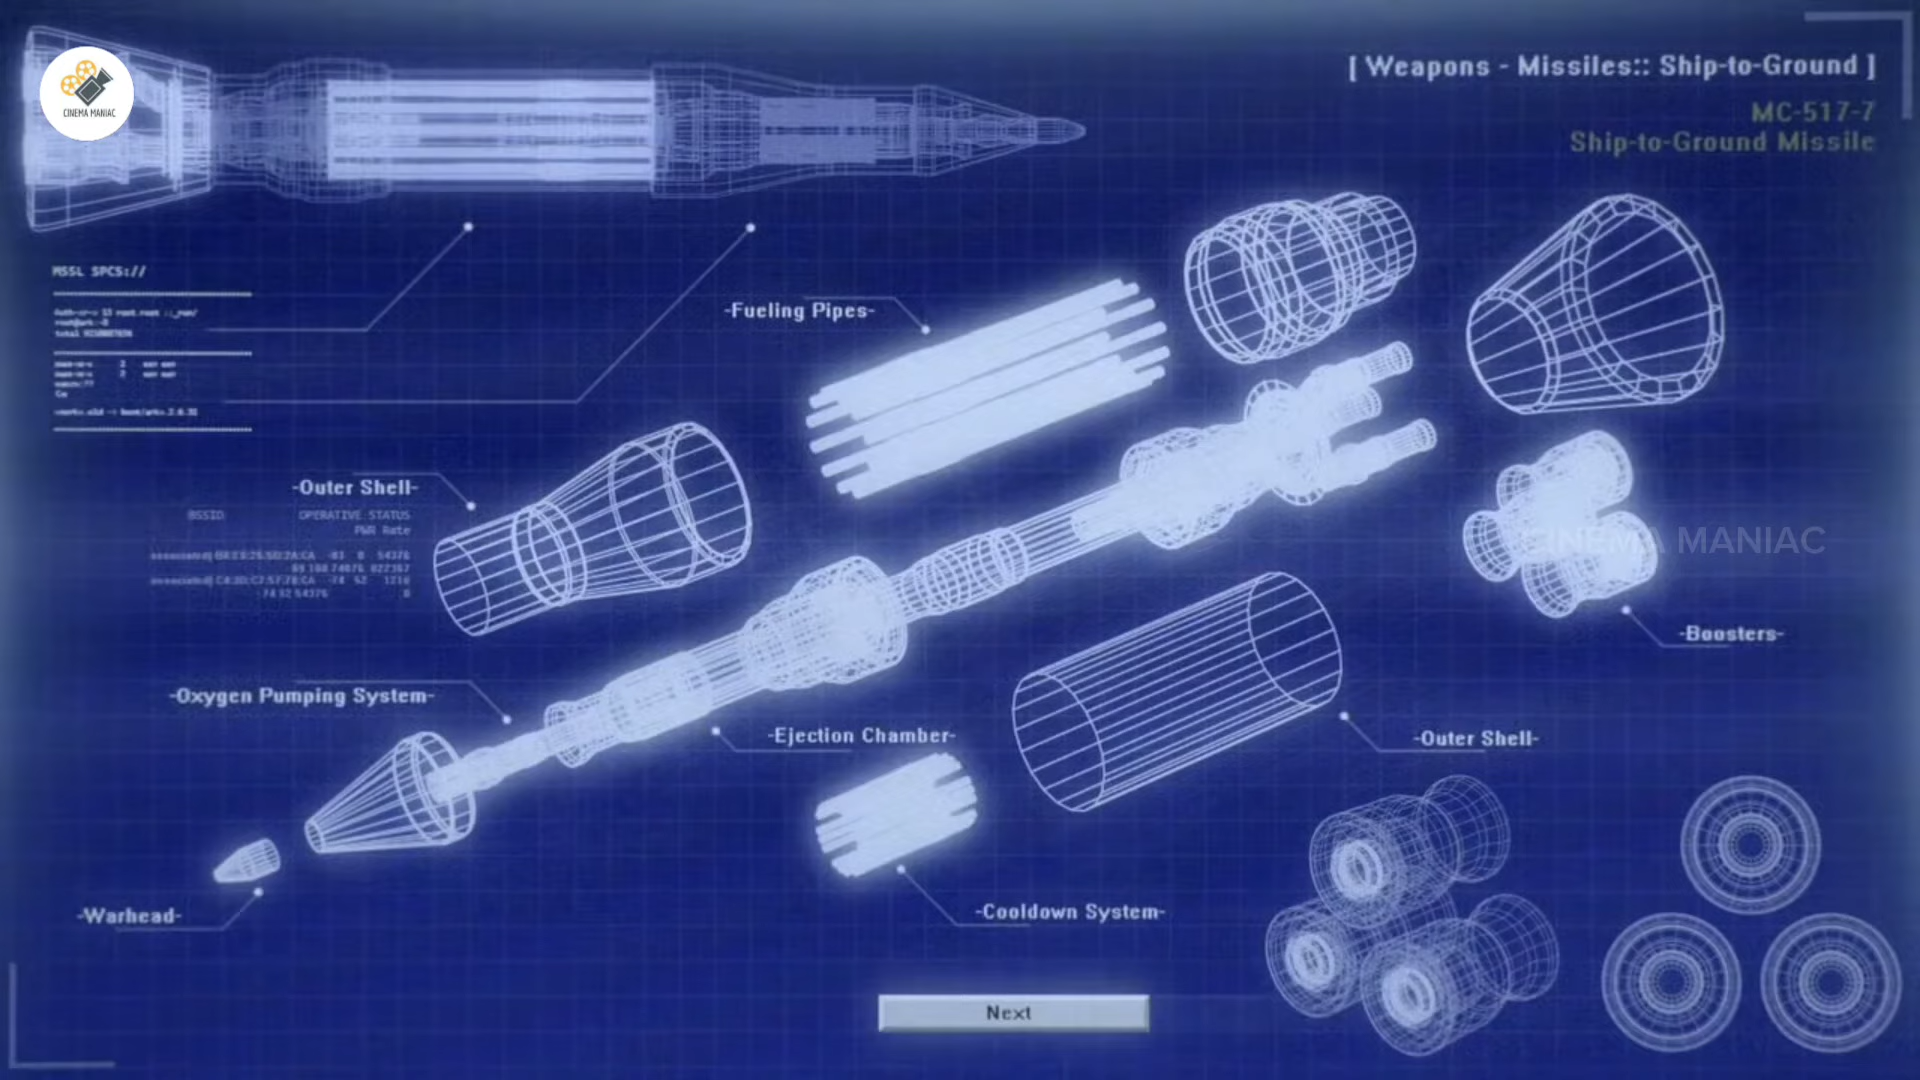 CINEMA MANIAC
[ Weapons - Missiles:: Ship-to-Ground ]
MC-517-7
Ship-to-Ground Missile
MSSL SPCS://
-Fueling Pipes-
-Outer Shell-
BSSID OPERATIVE STATUS
PWR Rate
CINEMA MANIAC
-Boosters-
-Oxygen Pumping System-
-Ejection Chamber-
-Outer Shell-
-Warhead-
-Cooldown System-
Next